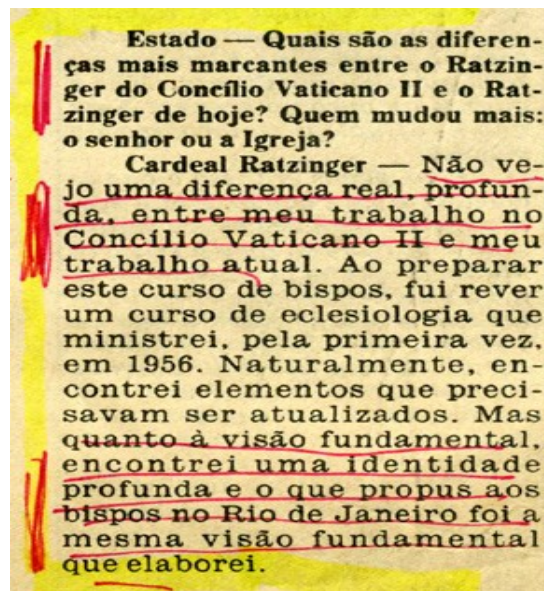 Estado — Quais são as diferen-
ças mais marcantes entre o Ratzin-
ger do Concílio Vaticano II e o Rat-
zinger de hoje? Quem mudou mais:
o senhor ou a Igreja?
Cardeal Ratzinger — Não ve-
jo uma diferença real, profun-
da, entre meu trabalho no
Concílio Vaticano II e meu
trabalho atual. Ao preparar
este curso de bispos, fui rever
um curso de eclesiologia que
ministrei, pela primeira vez,
em 1956. Naturalmente, en-
contrei elementos que preci-
savam ser atualizados. Mas
quanto à visão fundamental,
encontrei uma identidade
profunda e o que propus aos
bispos no Rio de Janeiro foi a
mesma visão fundamental
que elaborei.